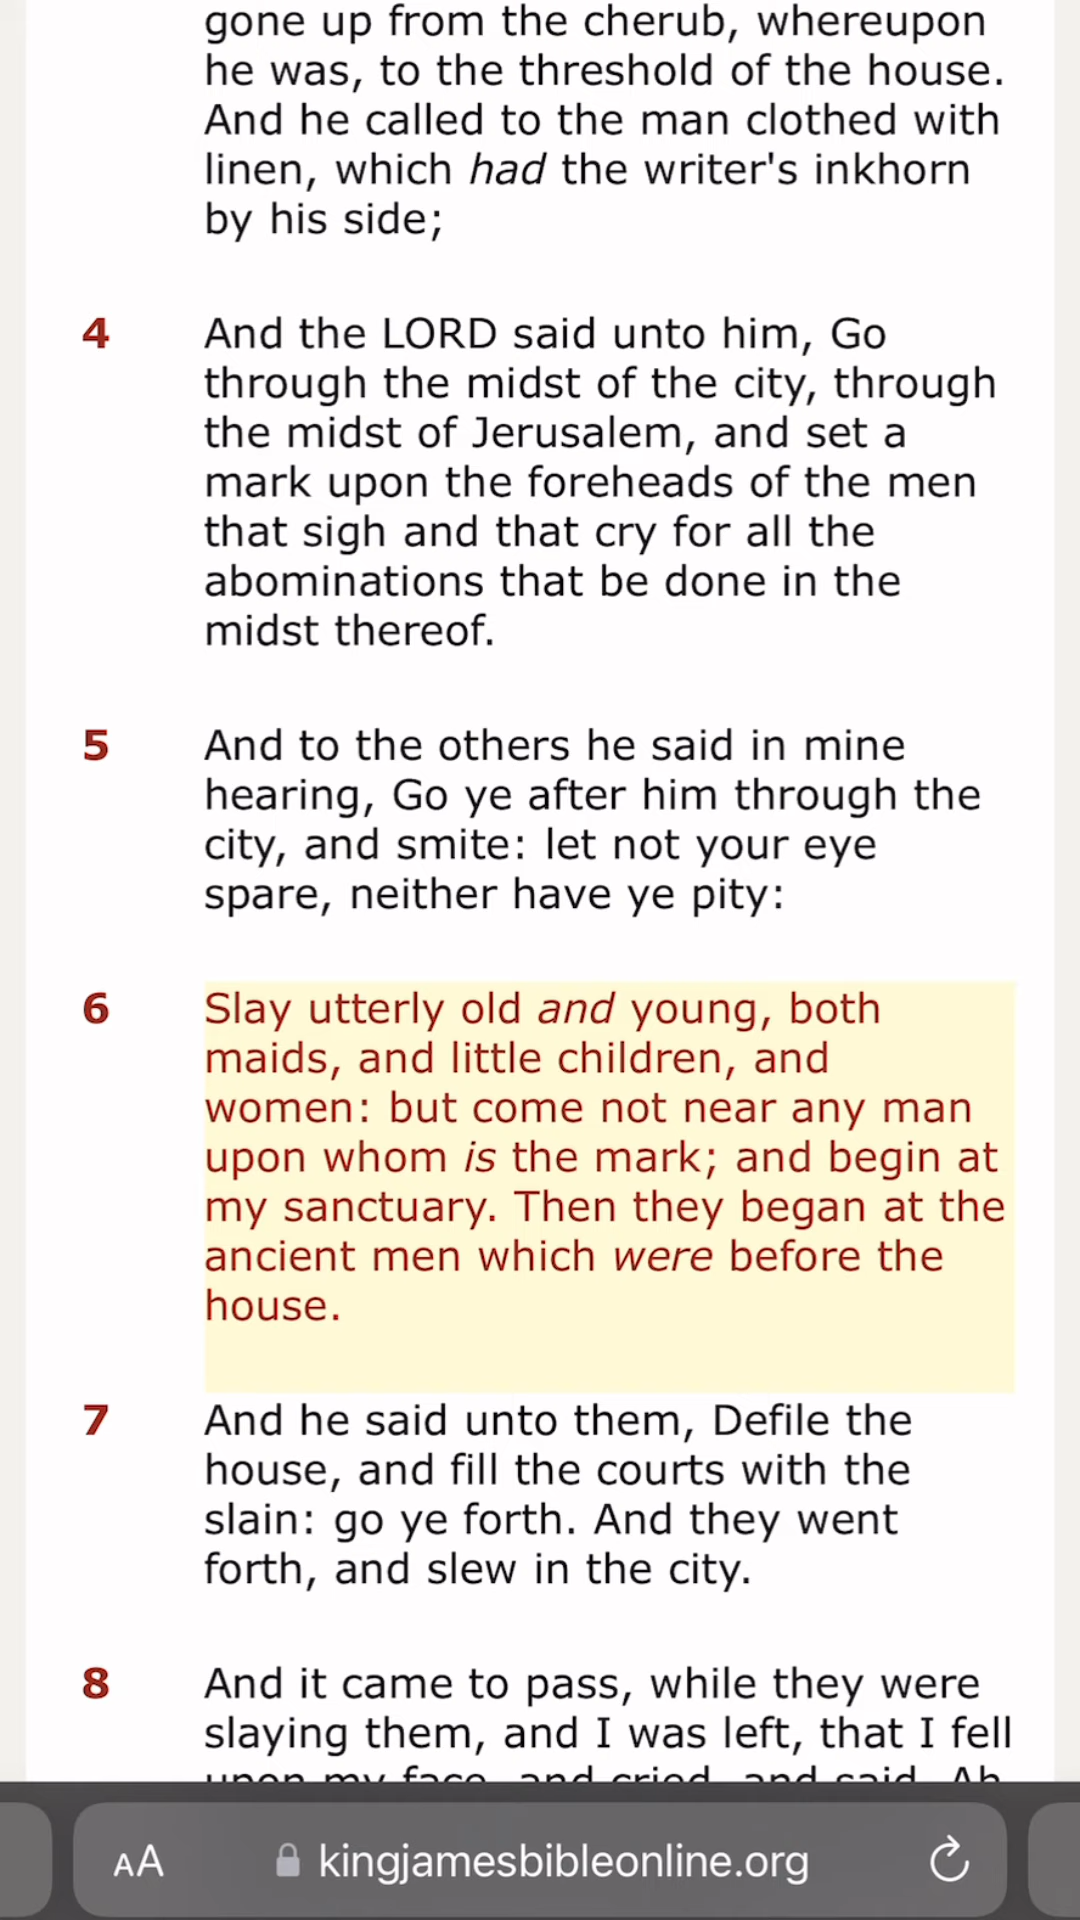 gone up from the cherub, whereupon
he was, to the threshold of the house.
And he called to the man clothed with
linen, which had the writer's inkhorn
by his side;
4 And the LORD said unto him, Go
through the midst of the city, through
the midst of Jerusalem, and set a
mark upon the foreheads of the men
that sigh and that cry for all the
abominations that be done in the
midst thereof.
5 And to the others he said in mine
hearing, Go ye after him through the
city, and smite: let not your eye
spare, neither have ye pity:
6 Slay utterly old and young, both
maids, and little children, and
women: but come not near any man
upon whom is the mark; and begin at
my sanctuary. Then they began at the
ancient men which were before the
house.
7 And he said unto them, Defile the
house, and fill the courts with the
slain: go ye forth. And they went
forth, and slew in the city.
8 And it came to pass, while they were
slaying them, and I was left, that I fell
upon my face, and cried, and said, Ah
AA kingjamesbibleonline.org